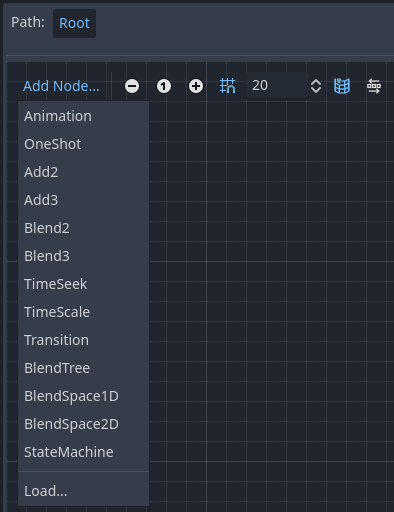 Path: Root
Add Node... 1 20
Animation
OneShot
Add2
Add3
Blend2
Blend3
TimeSeek
TimeScale
Transition
BlendTree
BlendSpace1D
BlendSpace2D
StateMachine
Load...